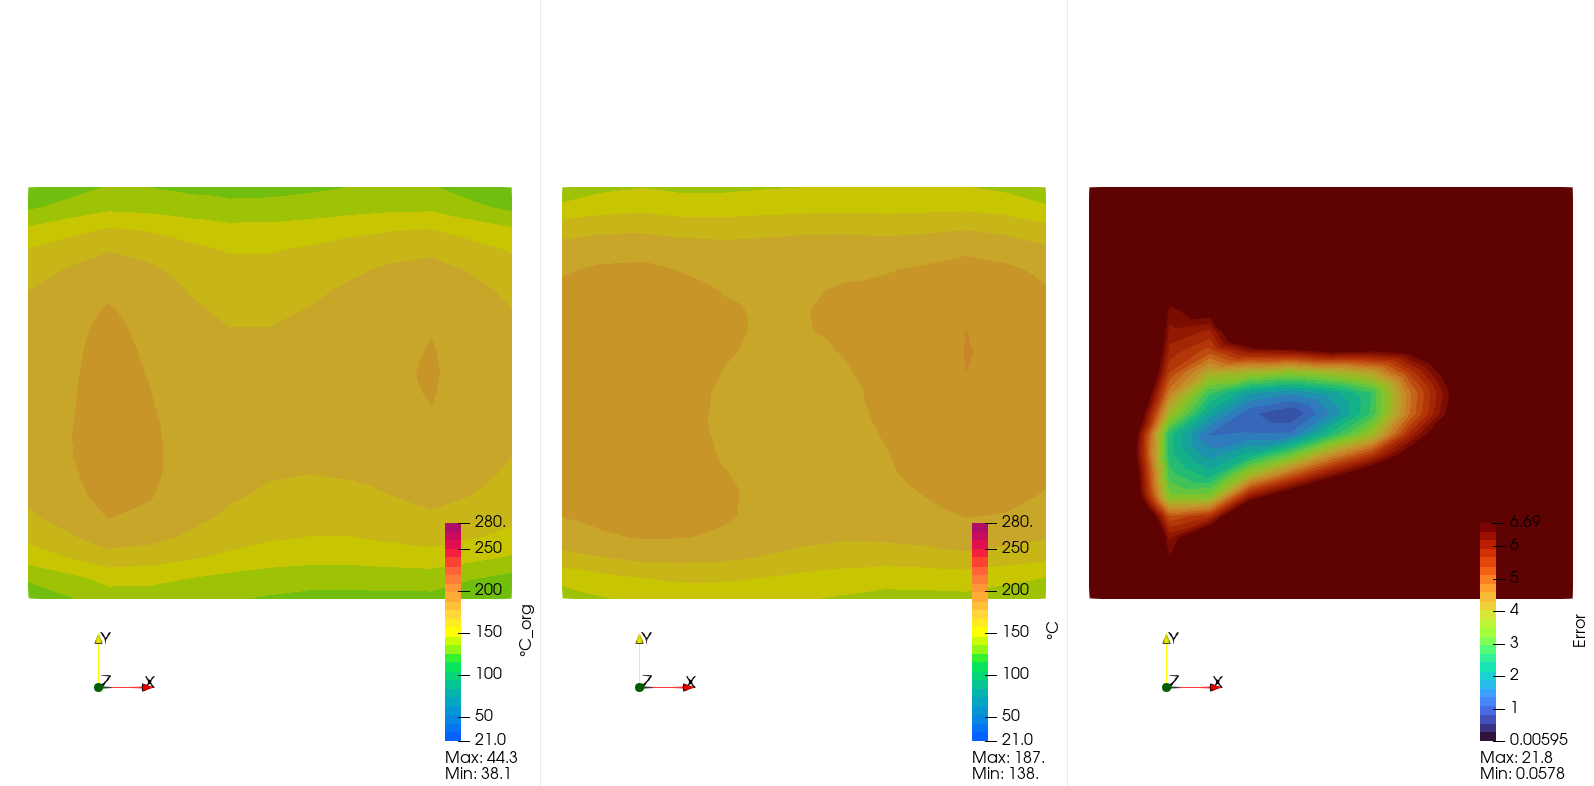 280.
250
200
150
100
50
21.0
°C_org
Max: 44.3
Min: 38.1
Y
Z
X
280.
250
200
150
100
50
21.0
°C
Max: 187.
Min: 138.
Y
Z
X
6.69
6
5
4
3
2
1
0.00595
Error
Max: 21.8
Min: 0.0578
Y
Z
X